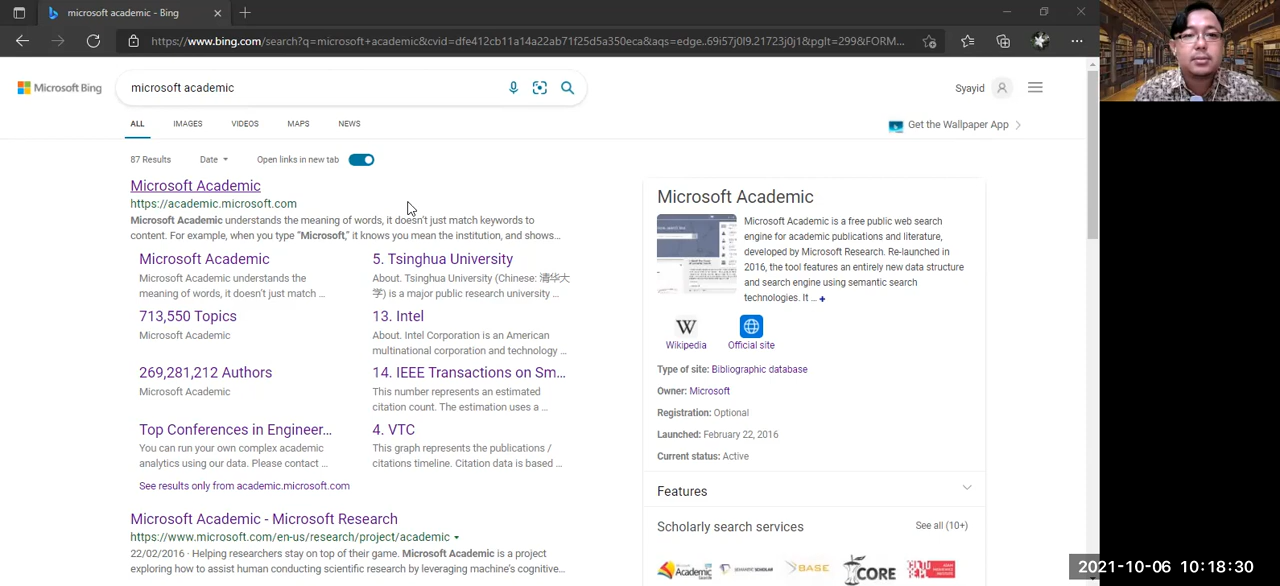 microsoft academic - Bing
https://www.bing.com/search?q=microsoft+academic&cvid=dfe412cb11a14a22ab71f25d5a350eca&aqs=edge..69i57j0l9.21723j0j1&pglt=299&FORM...
Microsoft Bing
microsoft academic
Syayid
ALL IMAGES VIDEOS MAPS NEWS
Get the Wallpaper App
87 Results Date Open links in new tab
Microsoft Academic
https://academic.microsoft.com
Microsoft Academic understands the meaning of words, it doesn't just match keywords to
content. For example, when you type "Microsoft," it knows you mean the institution, and shows...
Microsoft Academic
Microsoft Academic understands the
meaning of words, it doesn't just match ...
5. Tsinghua University
About. Tsinghua University (Chinese: 清华大
学) is a major public research university ...
713,550 Topics
Microsoft Academic
13. Intel
About. Intel Corporation is an American
multinational corporation and technology ...
269,281,212 Authors
Microsoft Academic
14. IEEE Transactions on Sm...
This number represents an estimated
citation count. The estimation uses a ...
Top Conferences in Engineer...
You can run your own complex academic
analytics using our data. Please contact ...
4. VTC
This graph represents the publications /
citations timeline. Citation data is based ...
See results only from academic.microsoft.com
Microsoft Academic - Microsoft Research
https://www.microsoft.com/en-us/research/project/academic
22/02/2016 · Helping researchers stay on top of their game. Microsoft Academic is a project
exploring how to assist human conducting scientific research by leveraging machine's cognitive...
Microsoft Academic
Microsoft Academic is a free public web search
engine for academic publications and literature,
developed by Microsoft Research. Re-launched in
2016, the tool features an entirely new data structure
and search engine using semantic search
technologies. It ... +
W
Wikipedia Official site
Type of site: Bibliographic database
Owner: Microsoft
Registration: Optional
Launched: February 22, 2016
Current status: Active
Features
Scholarly search services See all (10+)
Academic
SEMANTIC SCHOLAR
BASE
CORE
2021-10-06 10:18:30